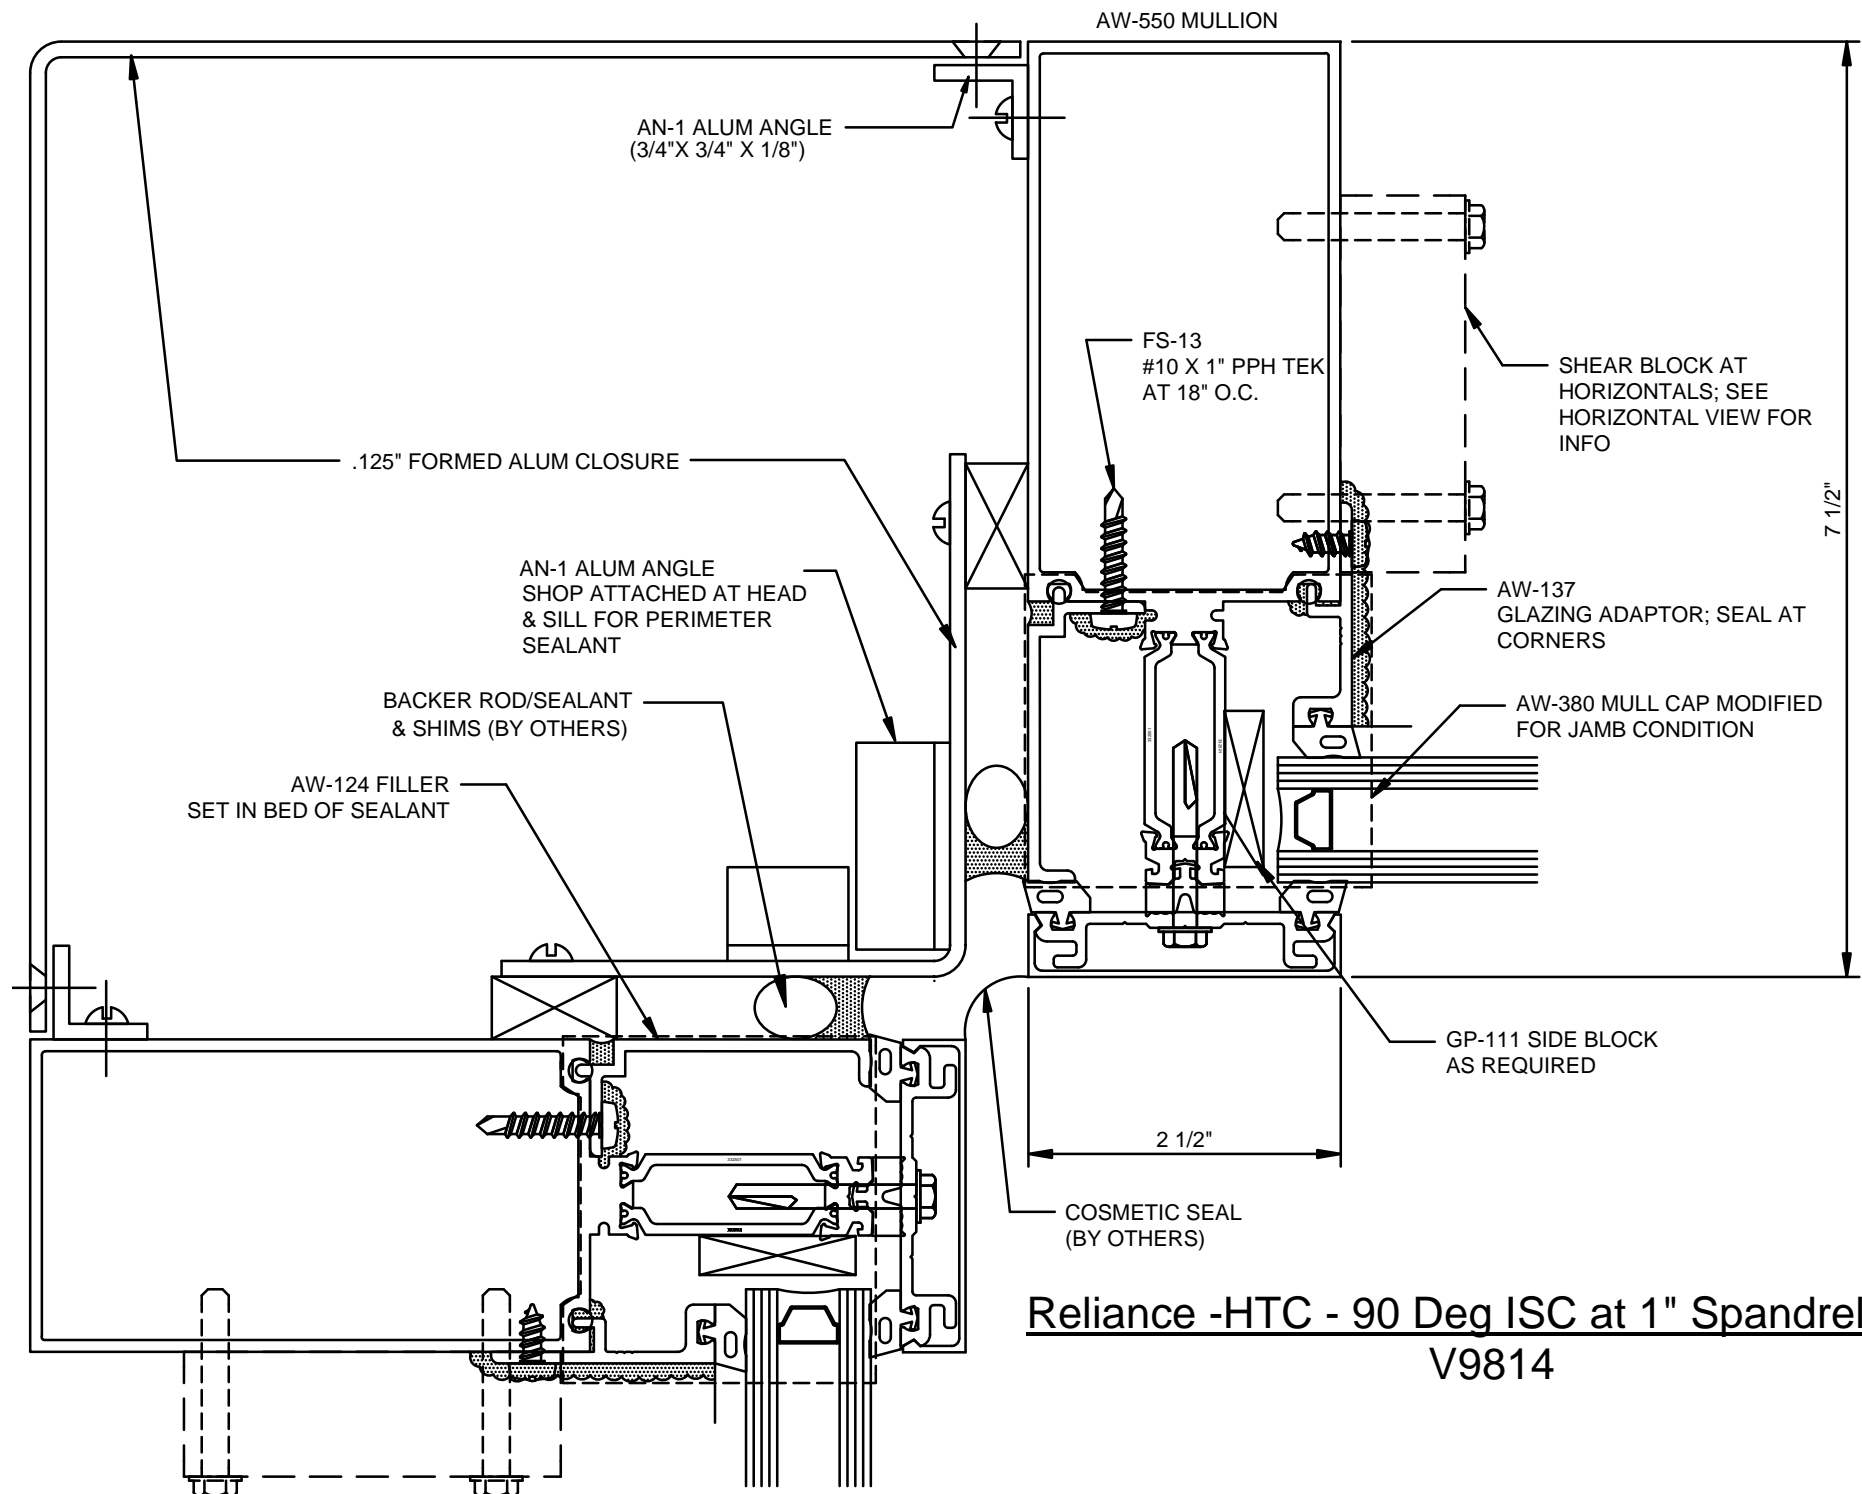 AW-550 MULLION
AN-1 ALUM ANGLE
(3/4"X 3/4" X 1/8")
FS-13
#10 X 1" PPH TEK
AT 18" O.C.
SHEAR BLOCK AT
HORIZONTALS; SEE
HORIZONTAL VIEW FOR
INFO
.125" FORMED ALUM CLOSURE
7 1/2"
AN-1 ALUM ANGLE
SHOP ATTACHED AT HEAD
& SILL FOR PERIMETER
SEALANT
AW-137
GLAZING ADAPTOR; SEAL AT
CORNERS
BACKER ROD/SEALANT
& SHIMS (BY OTHERS)
AW-380 MULL CAP MODIFIED
FOR JAMB CONDITION
AW-124 FILLER
SET IN BED OF SEALANT
GP-111 SIDE BLOCK
AS REQUIRED
2 1/2"
COSMETIC SEAL
(BY OTHERS)
Reliance -HTC - 90 Deg ISC at 1" Spandrel
V9814